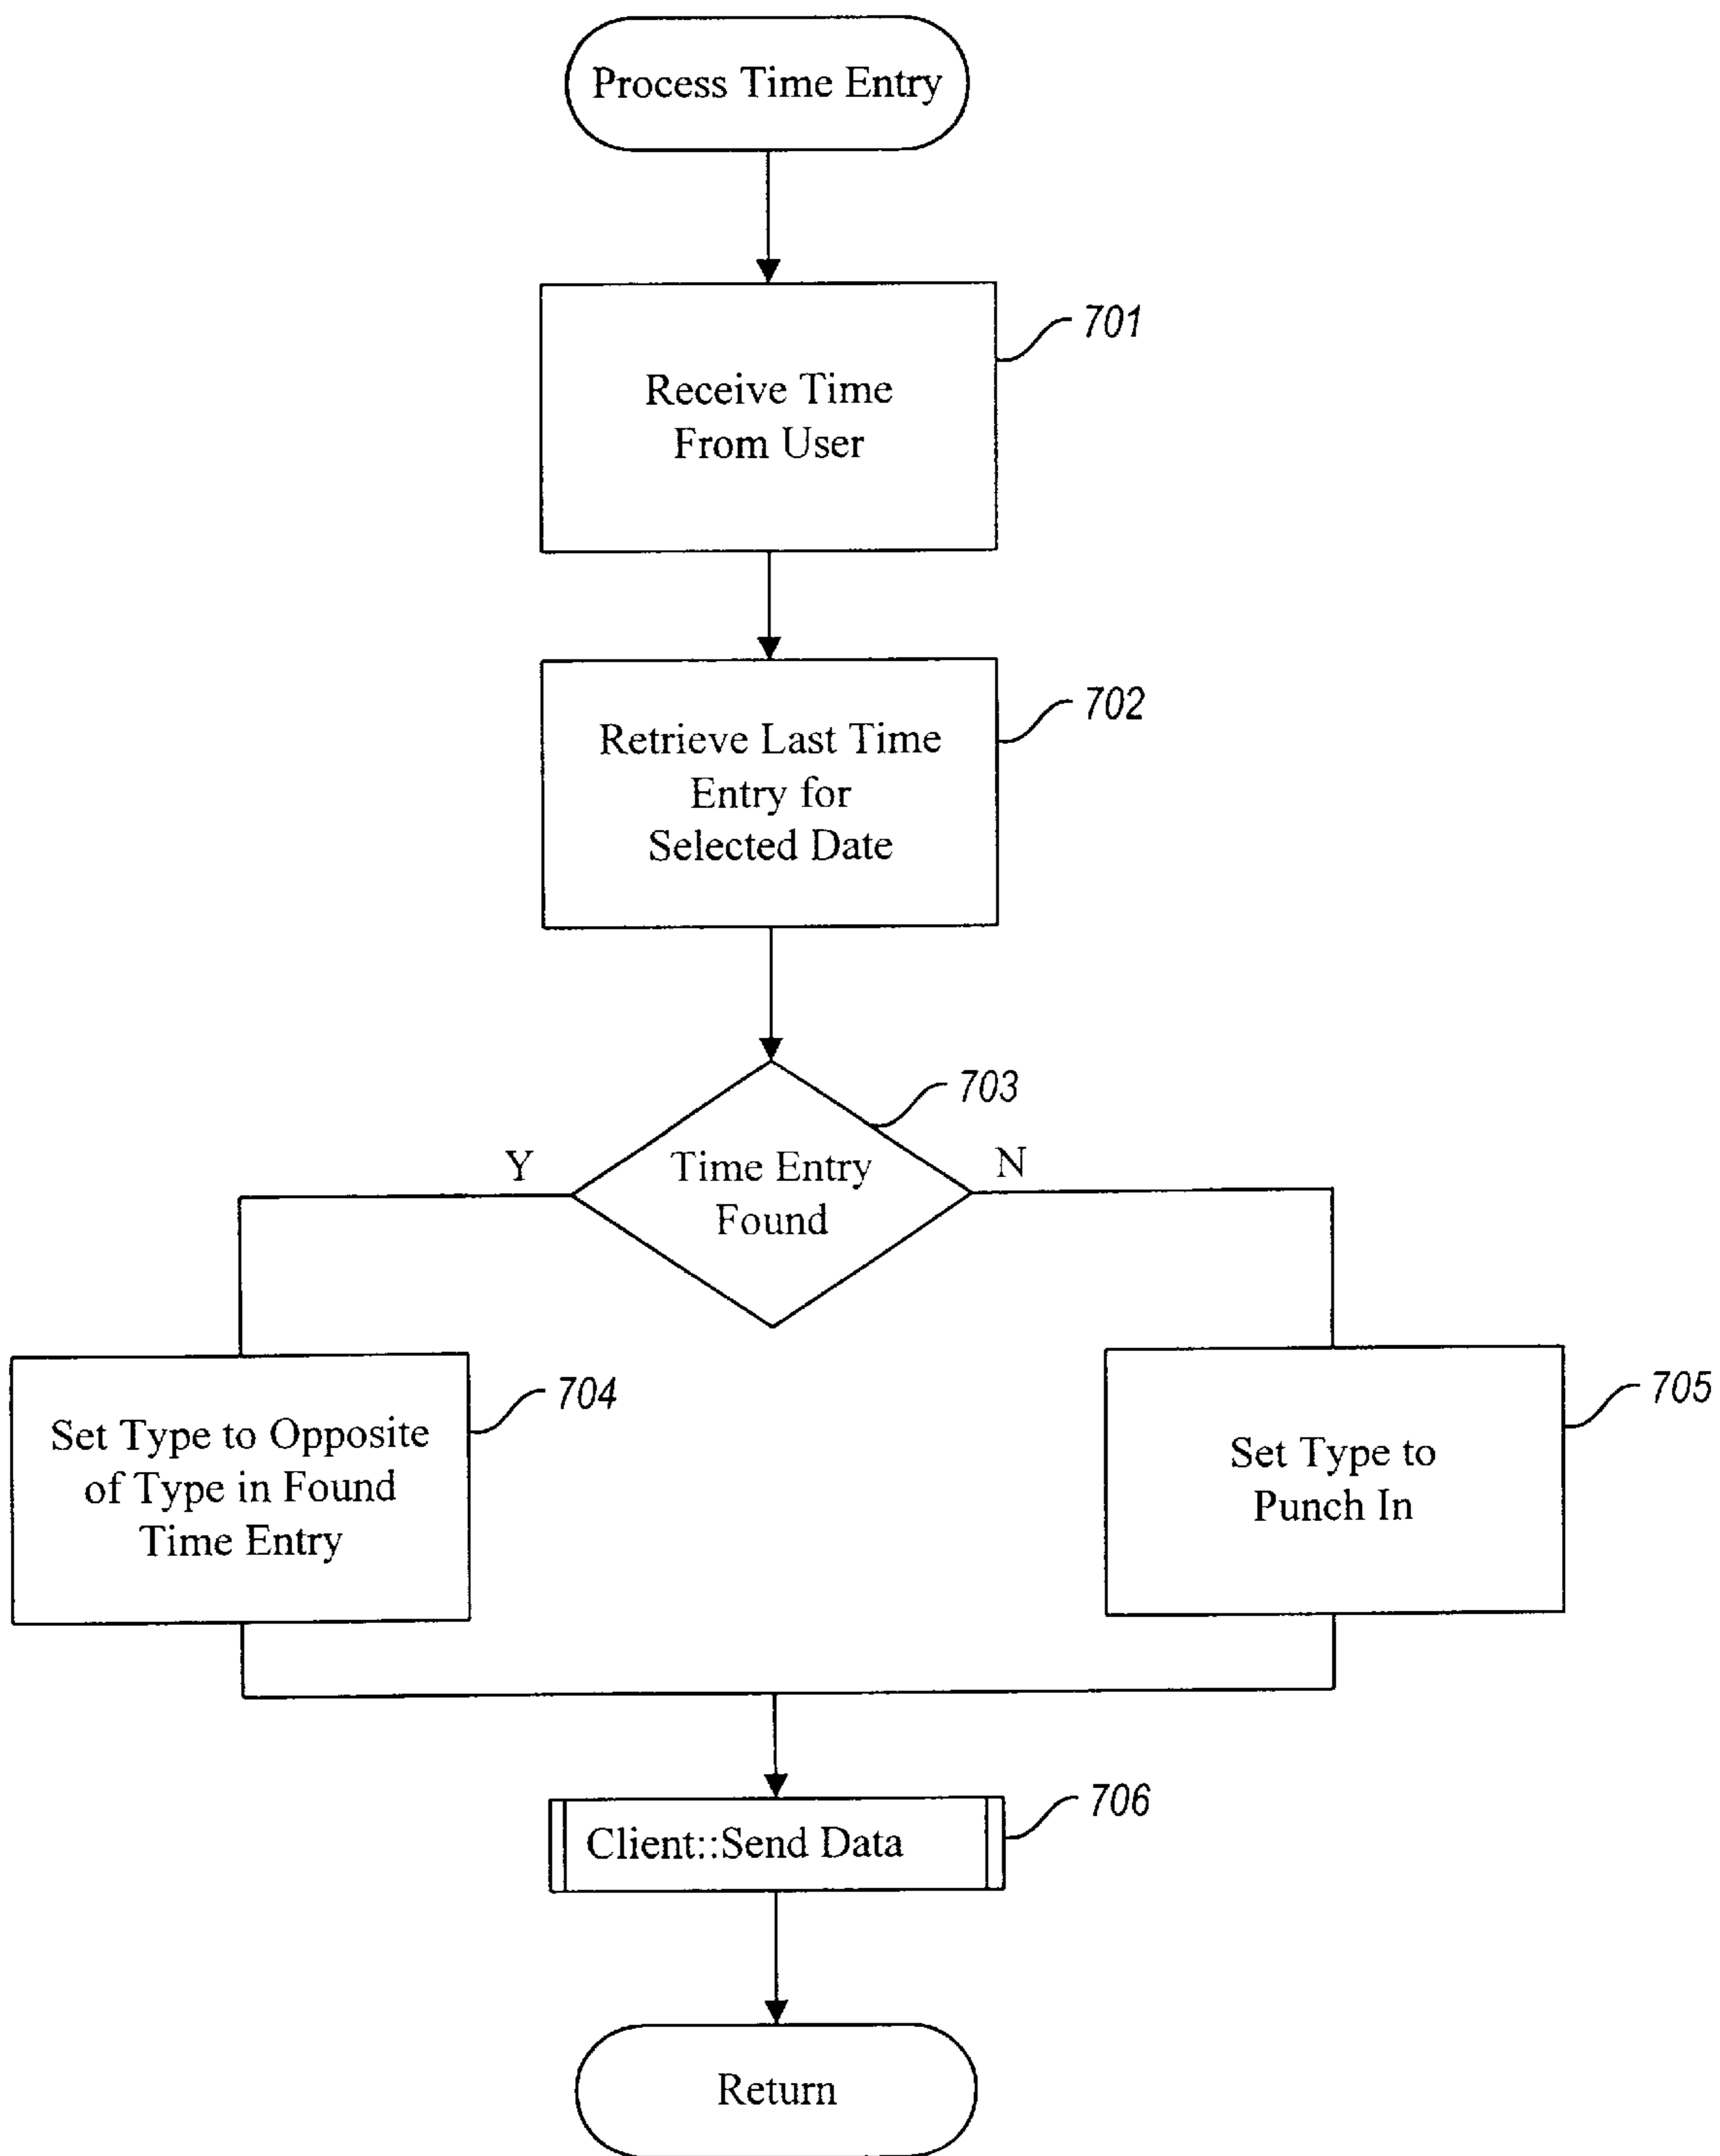 Process Time Entry
701
Receive Time
From User
702
Retrieve Last Time
Entry for
Selected Date
703
Y
Time Entry
Found
N
704
Set Type to Opposite
of Type in Found
Time Entry
705
Set Type to
Punch In
706
Client::Send Data
Return